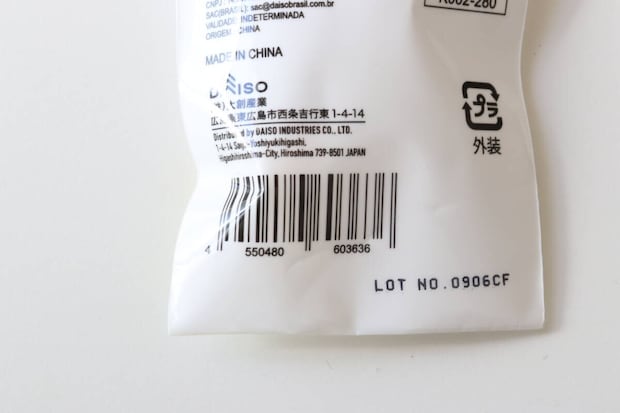 SAC(BRASIL): sac@daisobrasil.com.br
VALIDADE: INDETERMINADA
ORIGEM: CHINA
K002-280
MADE IN CHINA
DAISO
(株)大創産業
東広島市西条吉行東1-4-14
Distributed by DAISO INDUSTRIES CO., LTD.
1-4-14 Saijo-Yoshiyukihigashi,
Higashihiroshima-City, Hiroshima 739-8501 JAPAN
プラ
外装
4 550480 603636
LOT NO.0906CF